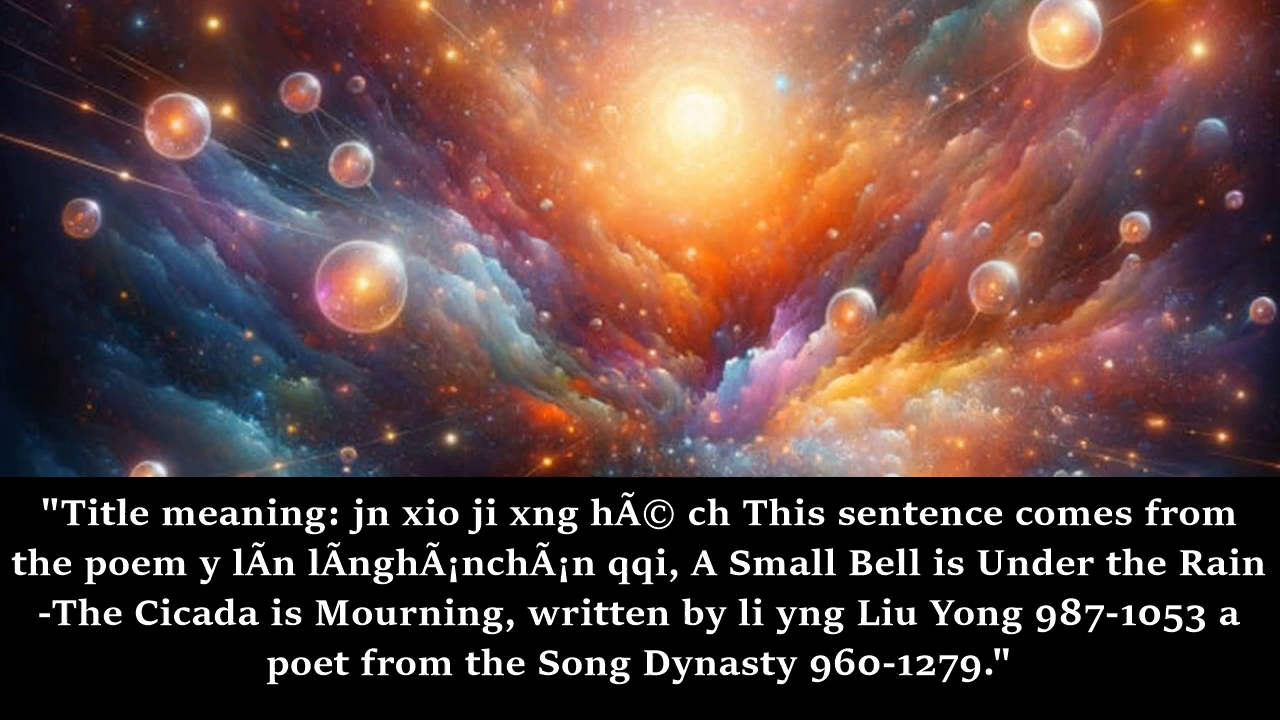 "Title meaning: jn xio ji xng hÃ© ch This sentence comes from
the poem y lÃn lÃnghÃ¡nchÃ¡n qqi, A Small Bell is Under the Rain
-The Cicada is Mourning, written by li yng Liu Yong 987-1053 a
poet from the Song Dynasty 960-1279."